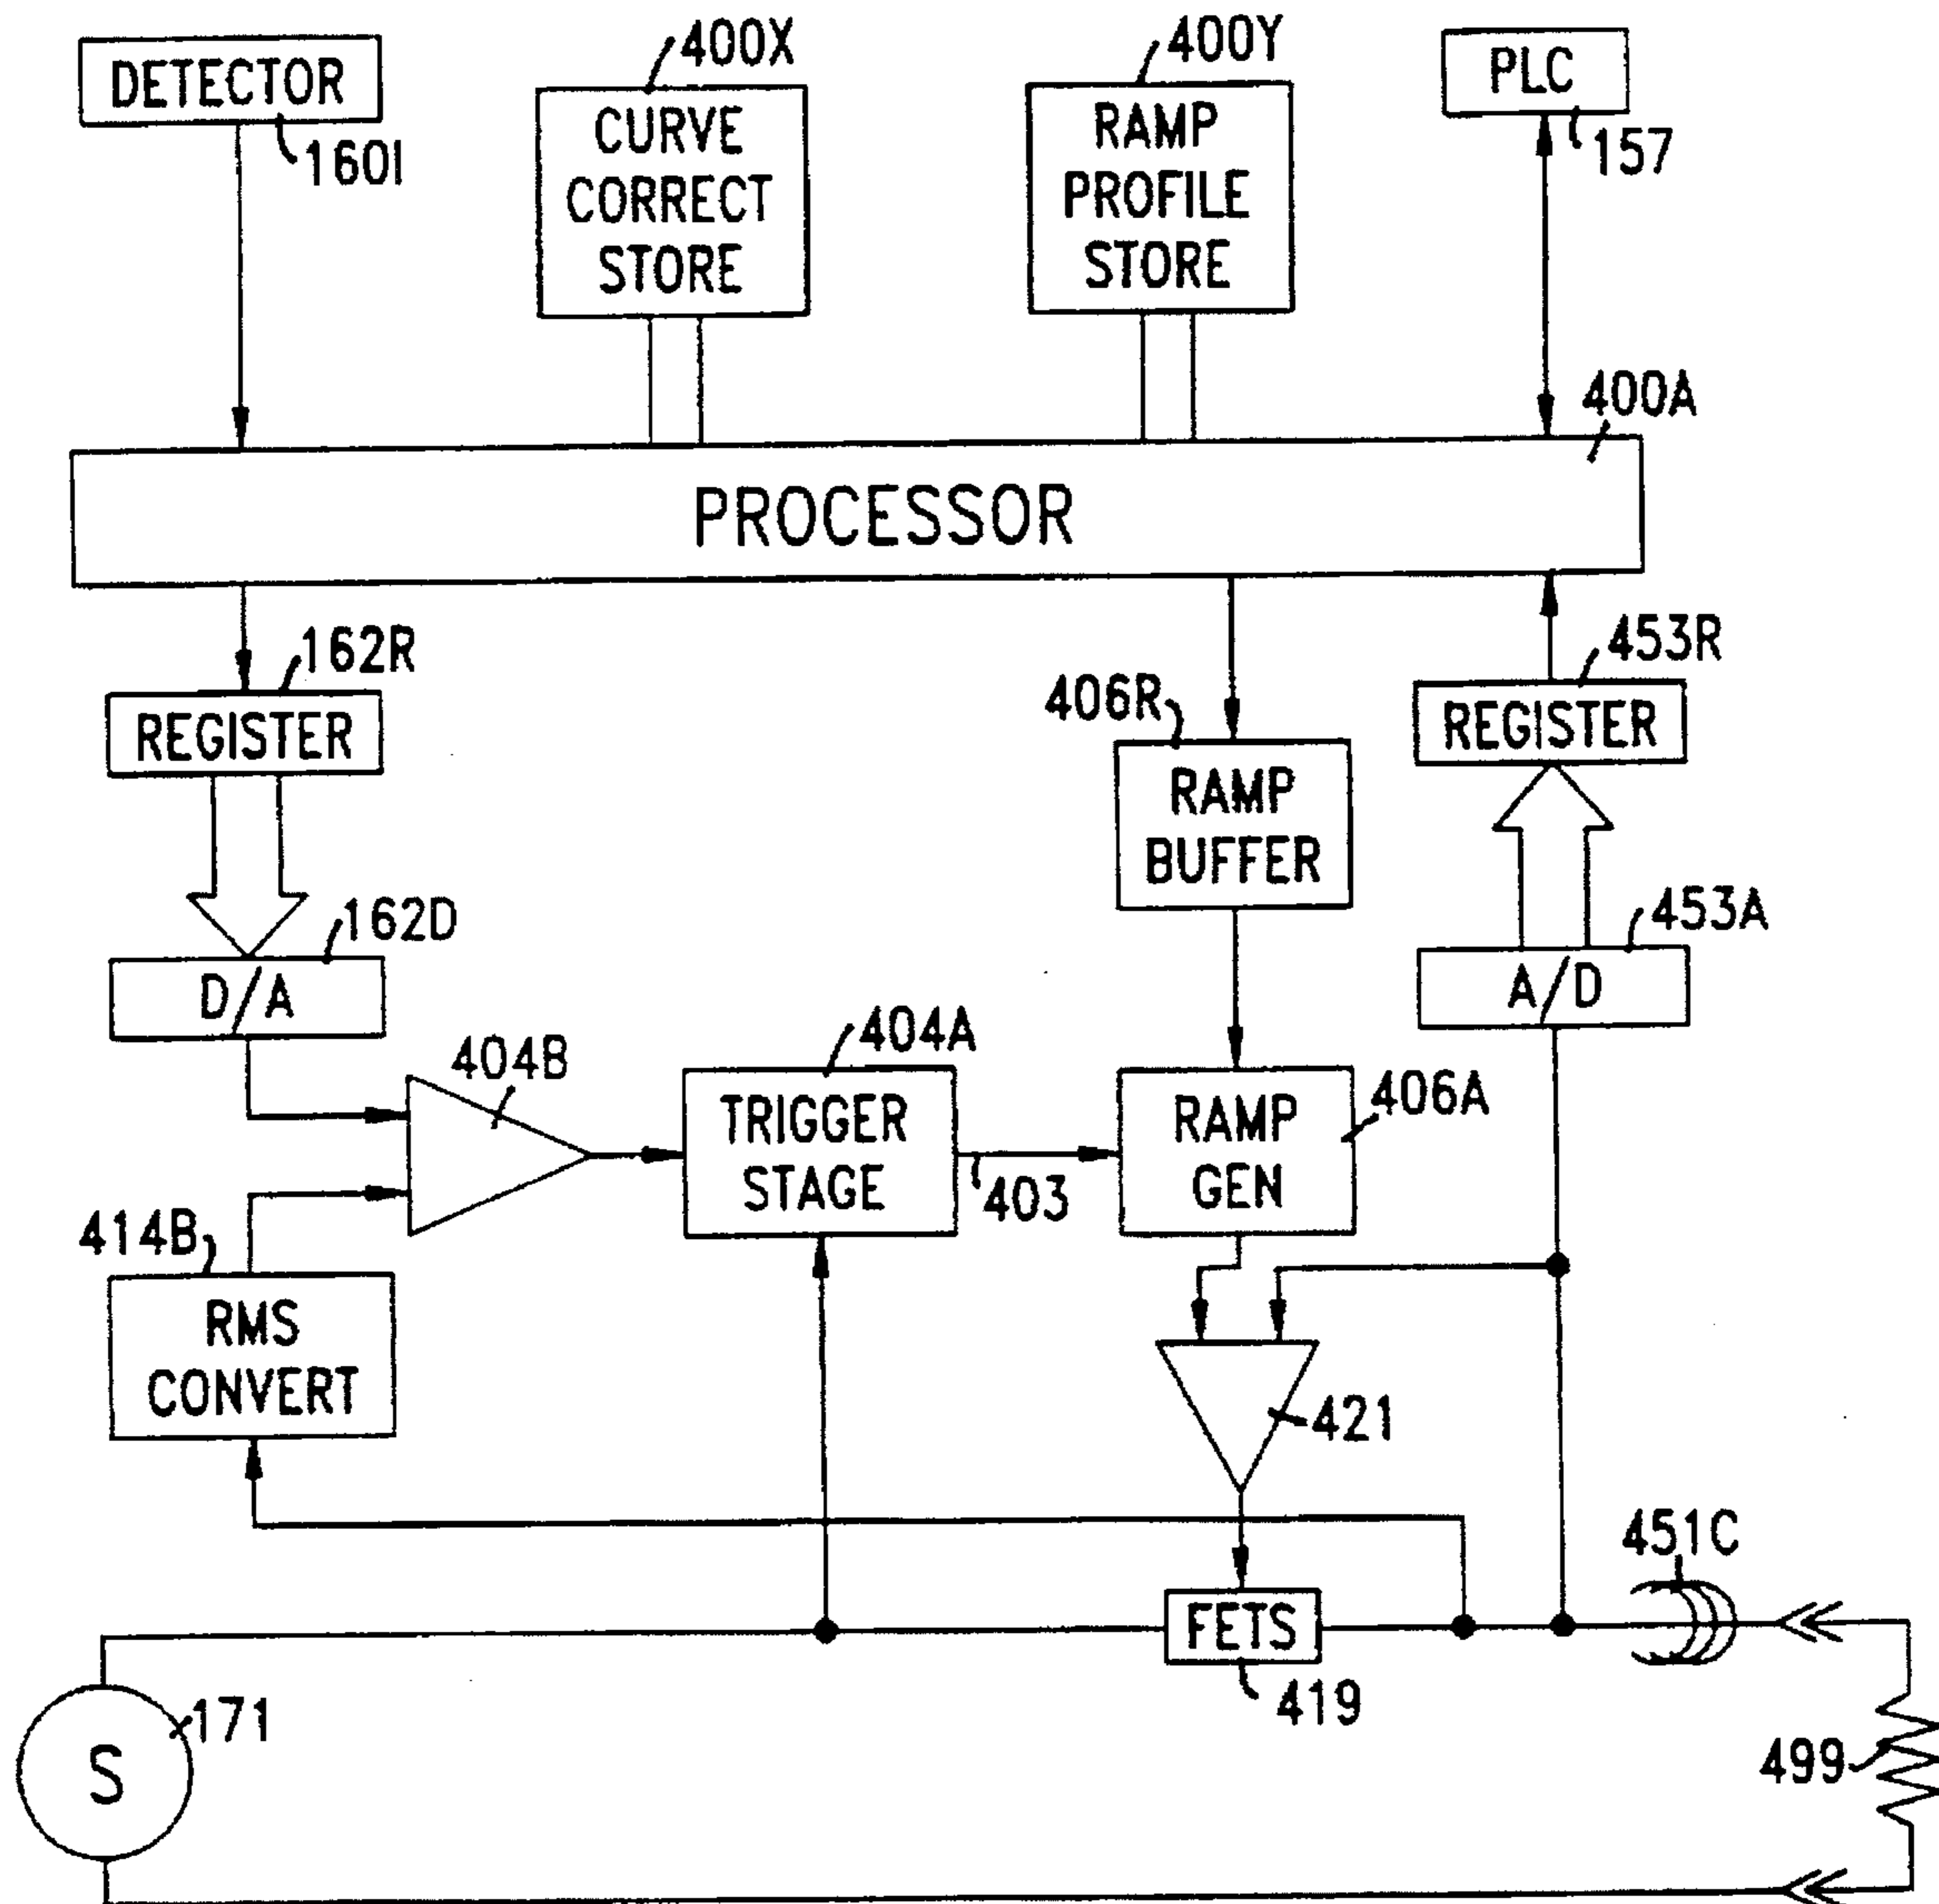 DETECTOR
160I
400X
CURVE
CORRECT
STORE
400Y
RAMP
PROFILE
STORE
PLC
157
400A
PROCESSOR
162R
REGISTER
406R
RAMP
BUFFER
453R
REGISTER
162D
D/A
453A
A/D
404B
404A
TRIGGER
STAGE
403
RAMP
GEN
406A
414B
RMS
CONVERT
421
451C
FETS
419
171
S
499